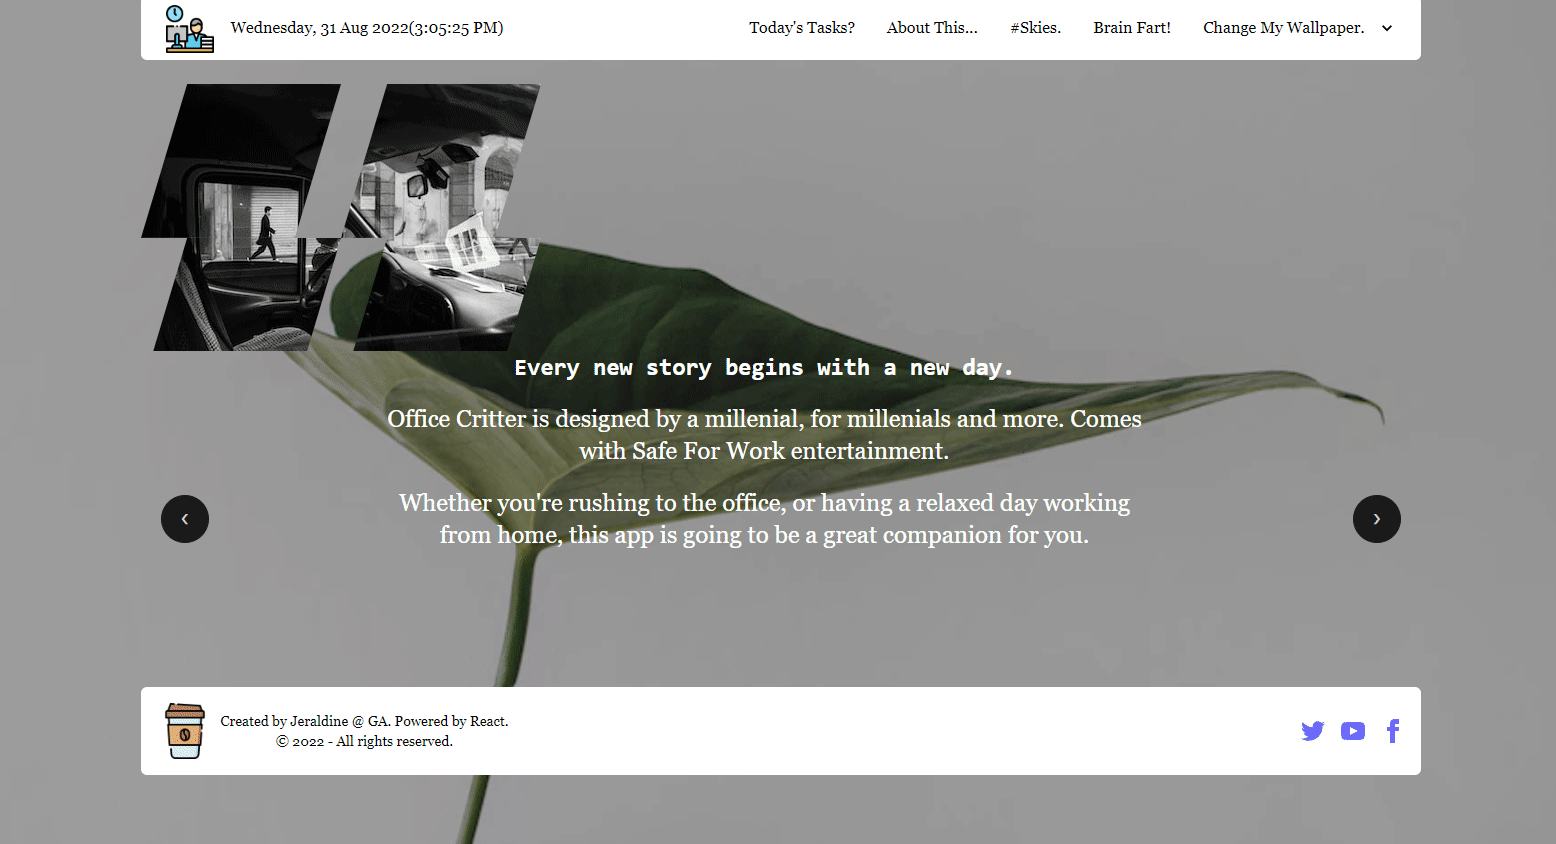 Wednesday, 31 Aug 2022(3:05:25 PM)
Today's Tasks?
About This...
#Skies.
Brain Fart!
Change My Wallpaper.
Every new story begins with a new day.
Office Critter is designed by a millenial, for millenials and more. Comes
with Safe For Work entertainment.
Whether you're rushing to the office, or having a relaxed day working
from home, this app is going to be a great companion for you.
Created by Jeraldine @ GA. Powered by React.
© 2022 - All rights reserved.